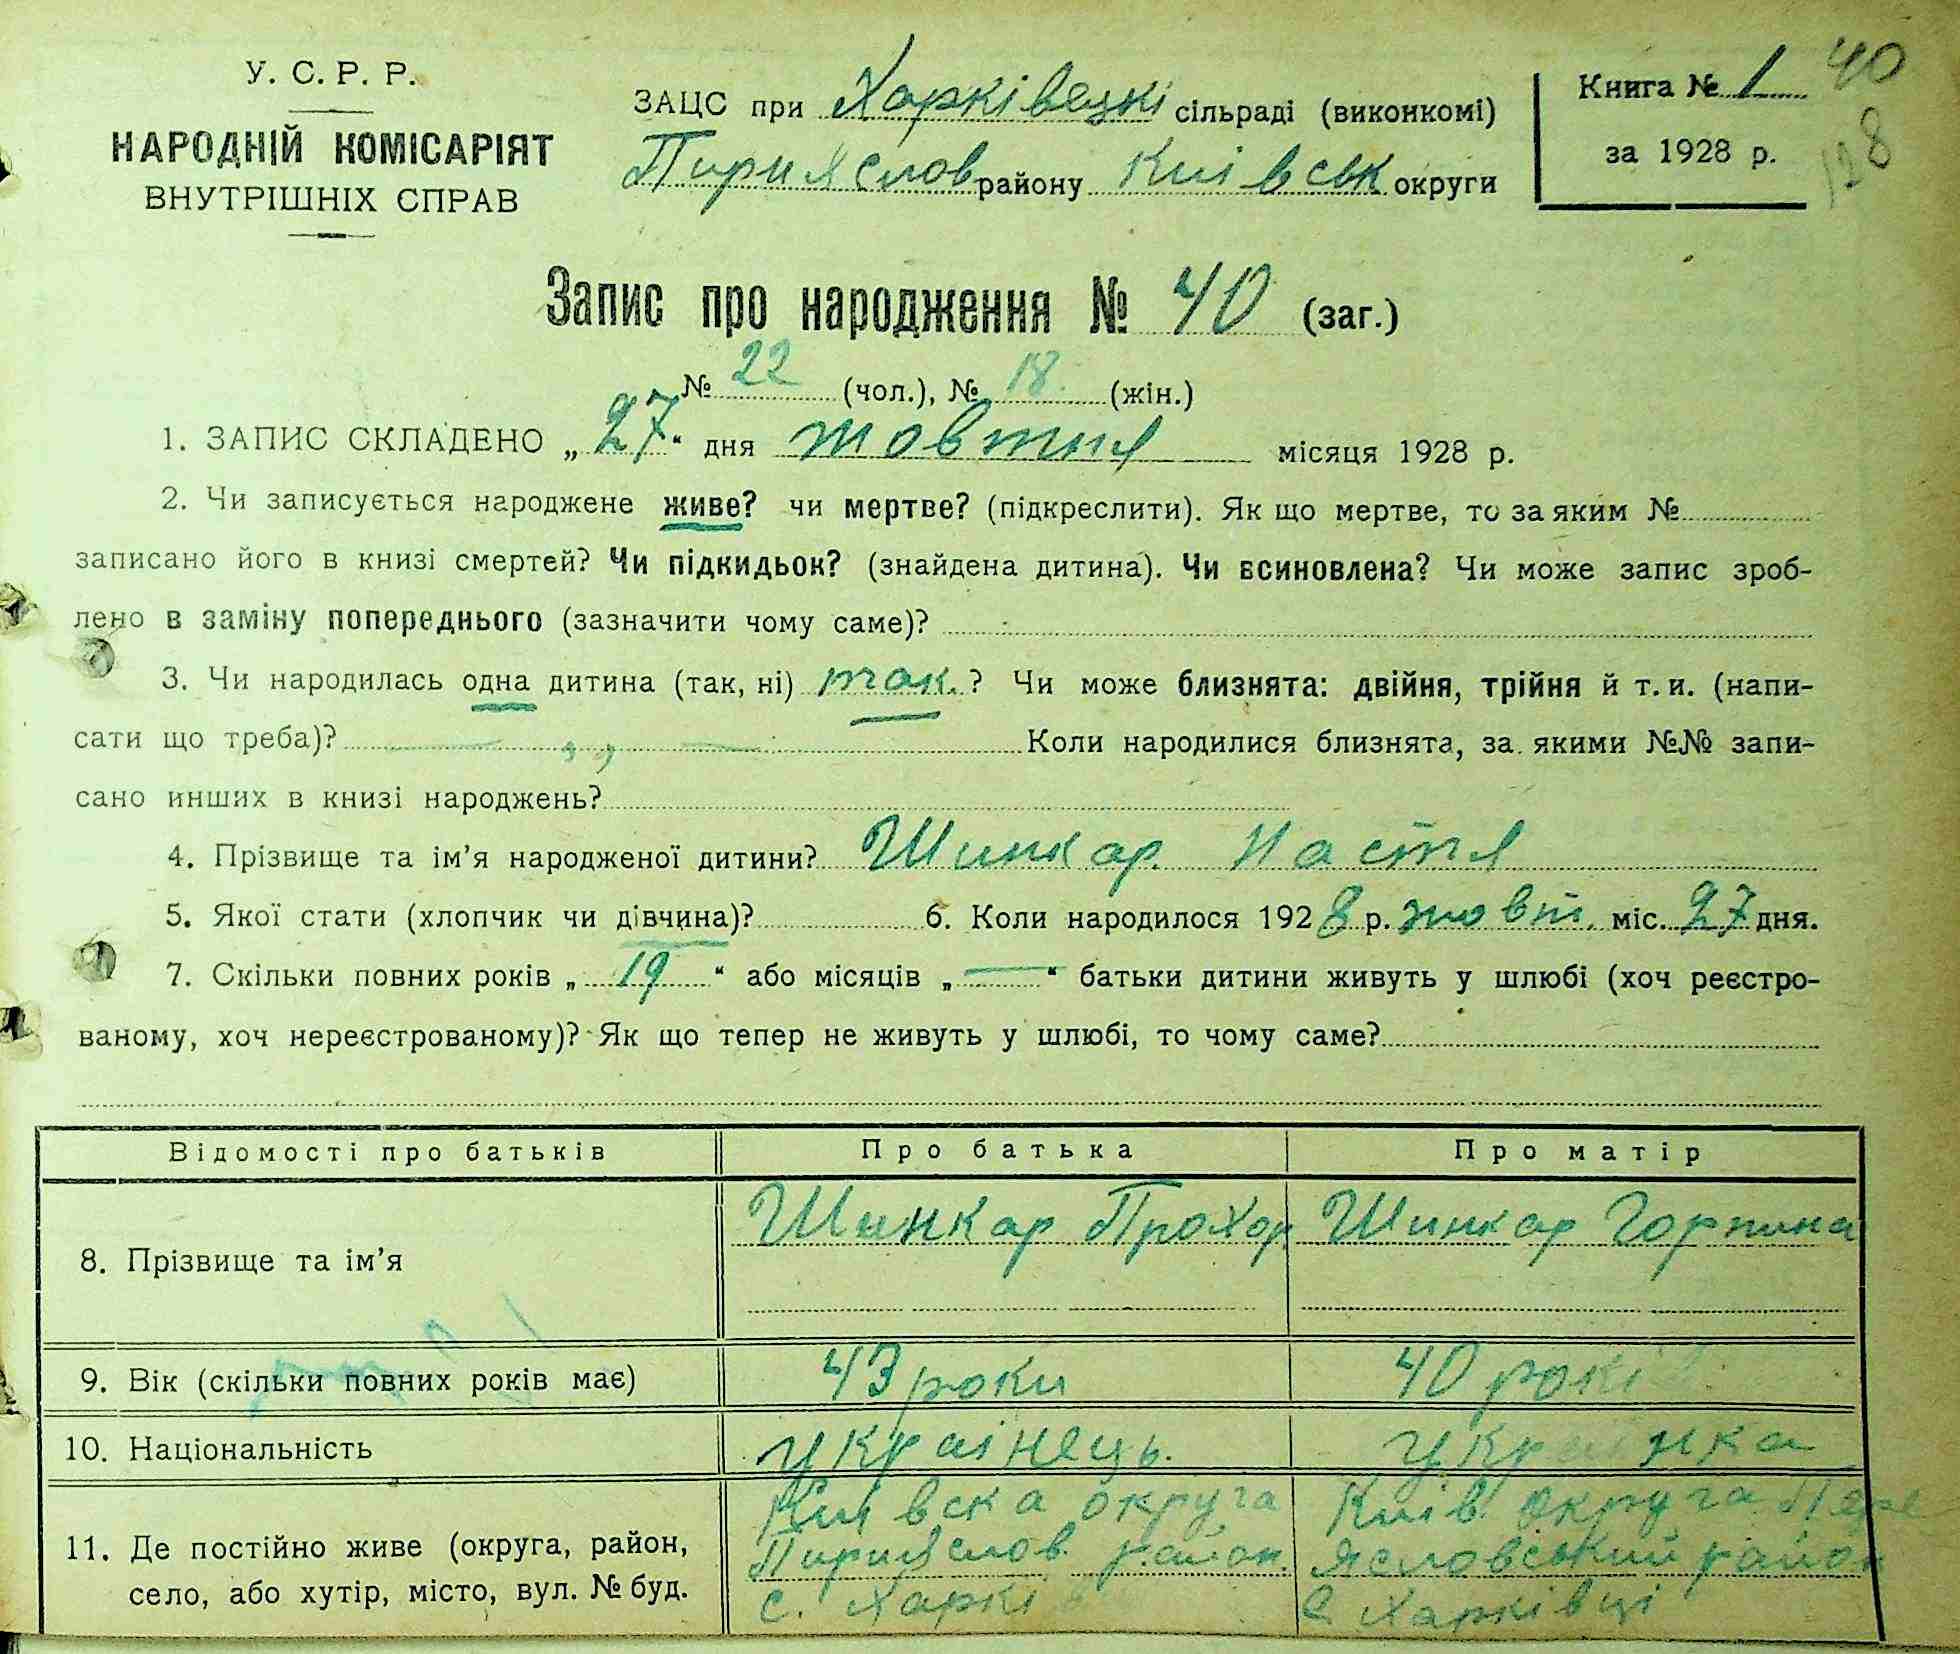 У. С. Р. Р.
НАРОДНІЙ КОМІСАРІЯТ
ВНУТРІШНІХ СПРАВ
ЗАЦС при Харківецкі сільраді (виконкомі)
Пирияслов району Київськ округи
Книга № 1
за 1928 р.
40
128
Запис про народження № 40 (заг.)
№ 22 (чол.), № 18 (жін.)
1. ЗАПИС СКЛАДЕНО „ 27 “ дня жовтня місяця 1928 р.
2. Чи записується народжене живе? чи мертве? (підкреслити). Як що мертве, то за яким №
записано його в книзі смертей? Чи підкидьок? (знайдена дитина). Чи всиновлена? Чи може запис зроб-
лено в заміну попереднього (зазначити чому саме)?
3. Чи народилась одна дитина (так, ні) так. ? Чи може близнята: двійня, трійня й т. и. (напи-
сати що треба)? — „ — Коли народилися близнята, за якими №№ запи-
сано инших в книзі народжень?
4. Прізвище та ім’я народженої дитини? Шинкар Настя
5. Якої стати (хлопчик чи дівчина)? 6. Коли народилося 1928 р. жовт. міс. 27 дня.
7. Скільки повних років „ 19 “ або місяців „ — “ батьки дитини живуть у шлюбі (хоч реєстро-
ваному, хоч нереєстрованому)? Як що тепер не живуть у шлюбі, то чому саме?
Відомості про батьків Про батька Про матір
8. Прізвище та ім’я Шинкар Прохор Шинкар Горпина
9. Вік (скільки повних років має) 43 роки 40 рокі
10. Національність українець. українка
11. Де постійно живе (округа, район,
село, або хутір, місто, вул. № буд.
Київска округа
Пирияслов. район.
с. Харкі
Київ. округа Пере
ясловський район
с Харківці